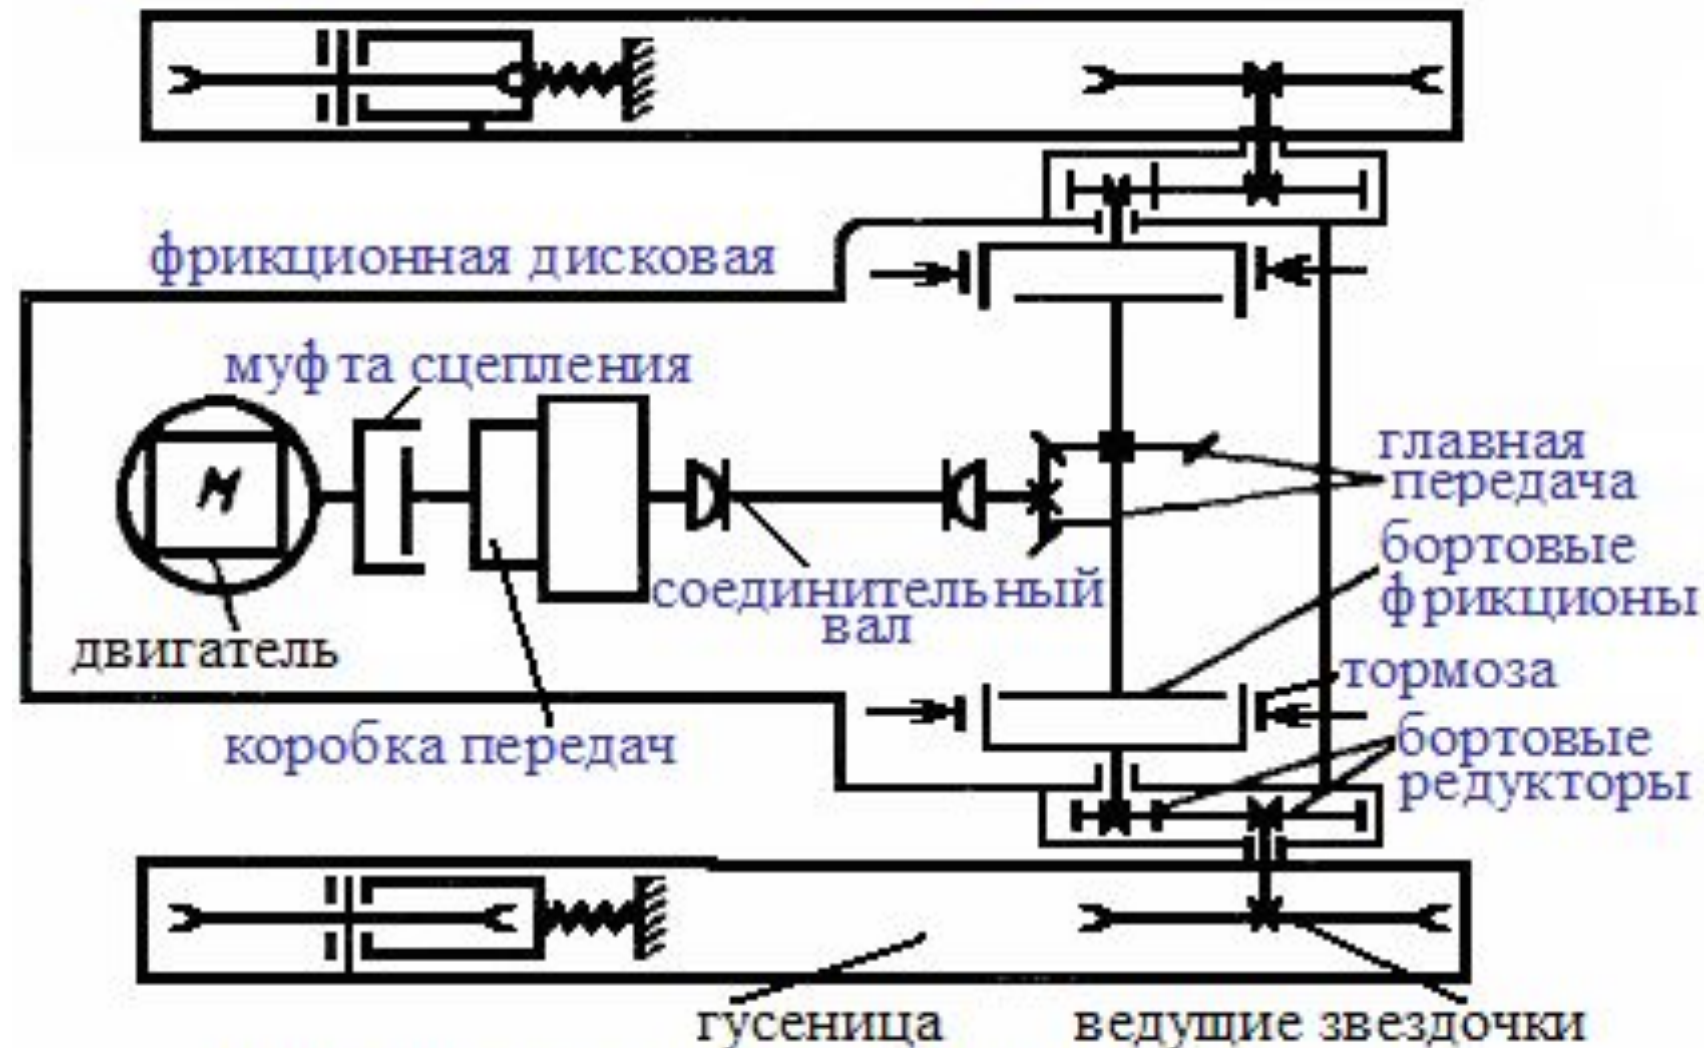 фрикционная дисковая
муфта сцепления
главная
передача
бортовые
фрикционы
соединительный
вал
двигатель
тормоза
коробка передач
бортовые
редукторы
гусеница
ведущие звездочки